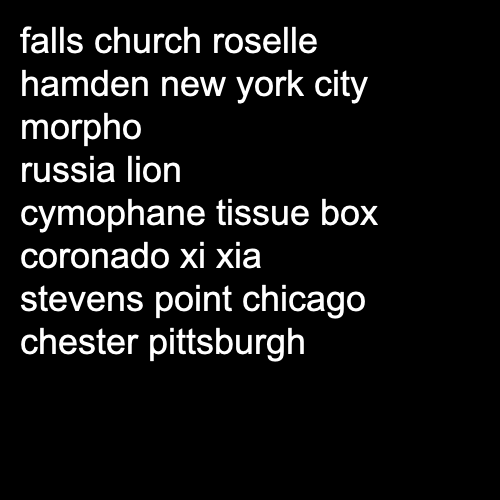 falls church roselle
hamden new york city
morpho
russia lion
cymophane tissue box
coronado xi xia
stevens point chicago
chester pittsburgh